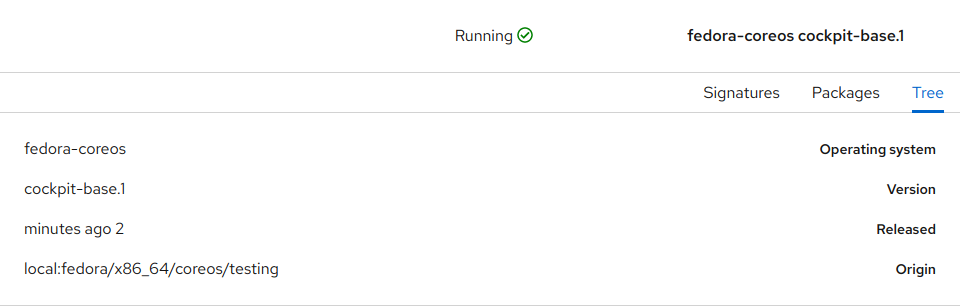 Running fedora-coreos cockpit-base.1
Signatures Packages Tree
fedora-coreos Operating system
cockpit-base.1 Version
minutes ago 2 Released
local:fedora/x86_64/coreos/testing Origin